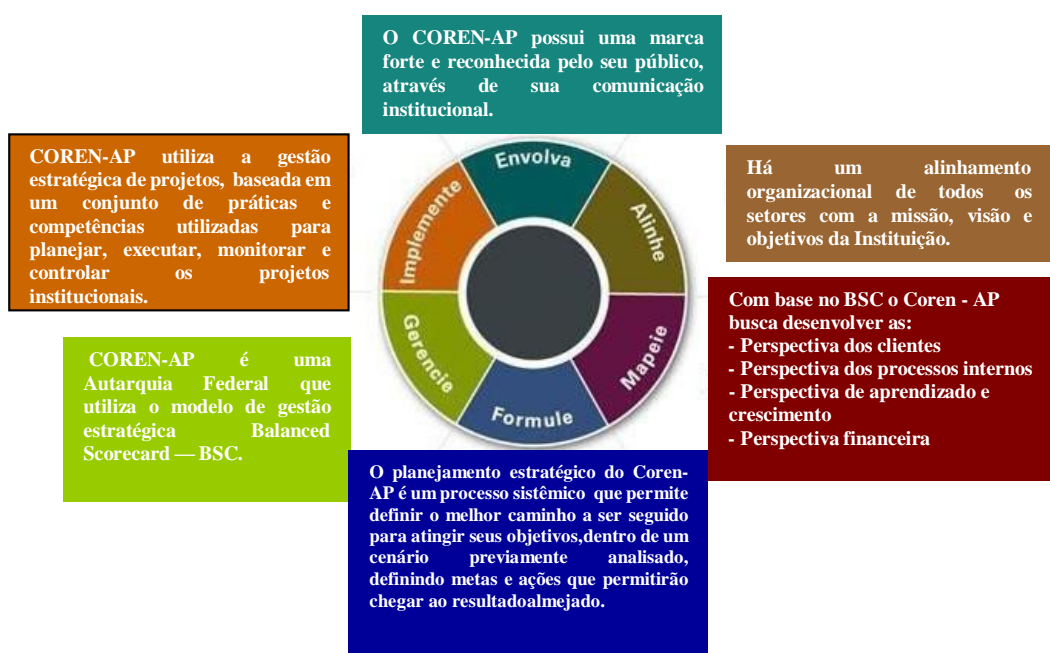 O COREN-AP possui uma marca
forte e reconhecida pelo seu público,
através de sua comunicação
institucional.
COREN-AP utiliza a gestão
estratégica de projetos, baseada em
um conjunto de práticas e
competências utilizadas para
planejar, executar, monitorar e
controlar os projetos
institucionais.
Envolva
Alinhe
Mapeie
Formule
Gerencie
Implemente
Há um alinhamento
organizacional de todos os
setores com a missão, visão e
objetivos da Instituição.
Com base no BSC o Coren - AP
busca desenvolver as:
- Perspectiva dos clientes
- Perspectiva dos processos internos
- Perspectiva de aprendizado e
crescimento
- Perspectiva financeira
COREN-AP é uma
Autarquia Federal que
utiliza o modelo de gestão
estratégica Balanced
Scorecard — BSC.
O planejamento estratégico do Coren-
AP é um processo sistêmico que permite
definir o melhor caminho a ser seguido
para atingir seus objetivos,dentro de um
cenário previamente analisado,
definindo metas e ações que permitirão
chegar ao resultadoalmejado.